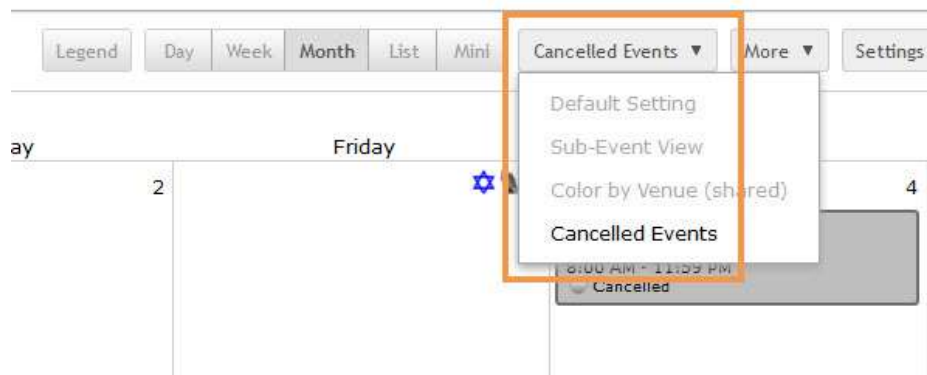 Legend Day Week Month List Mini Cancelled Events ▼ More ▼ Settings
Default Setting
ay Friday Sub-Event View
2 4
Color by Venue (shared)
Cancelled Events
8:00 AM - 11:59 PM
Cancelled